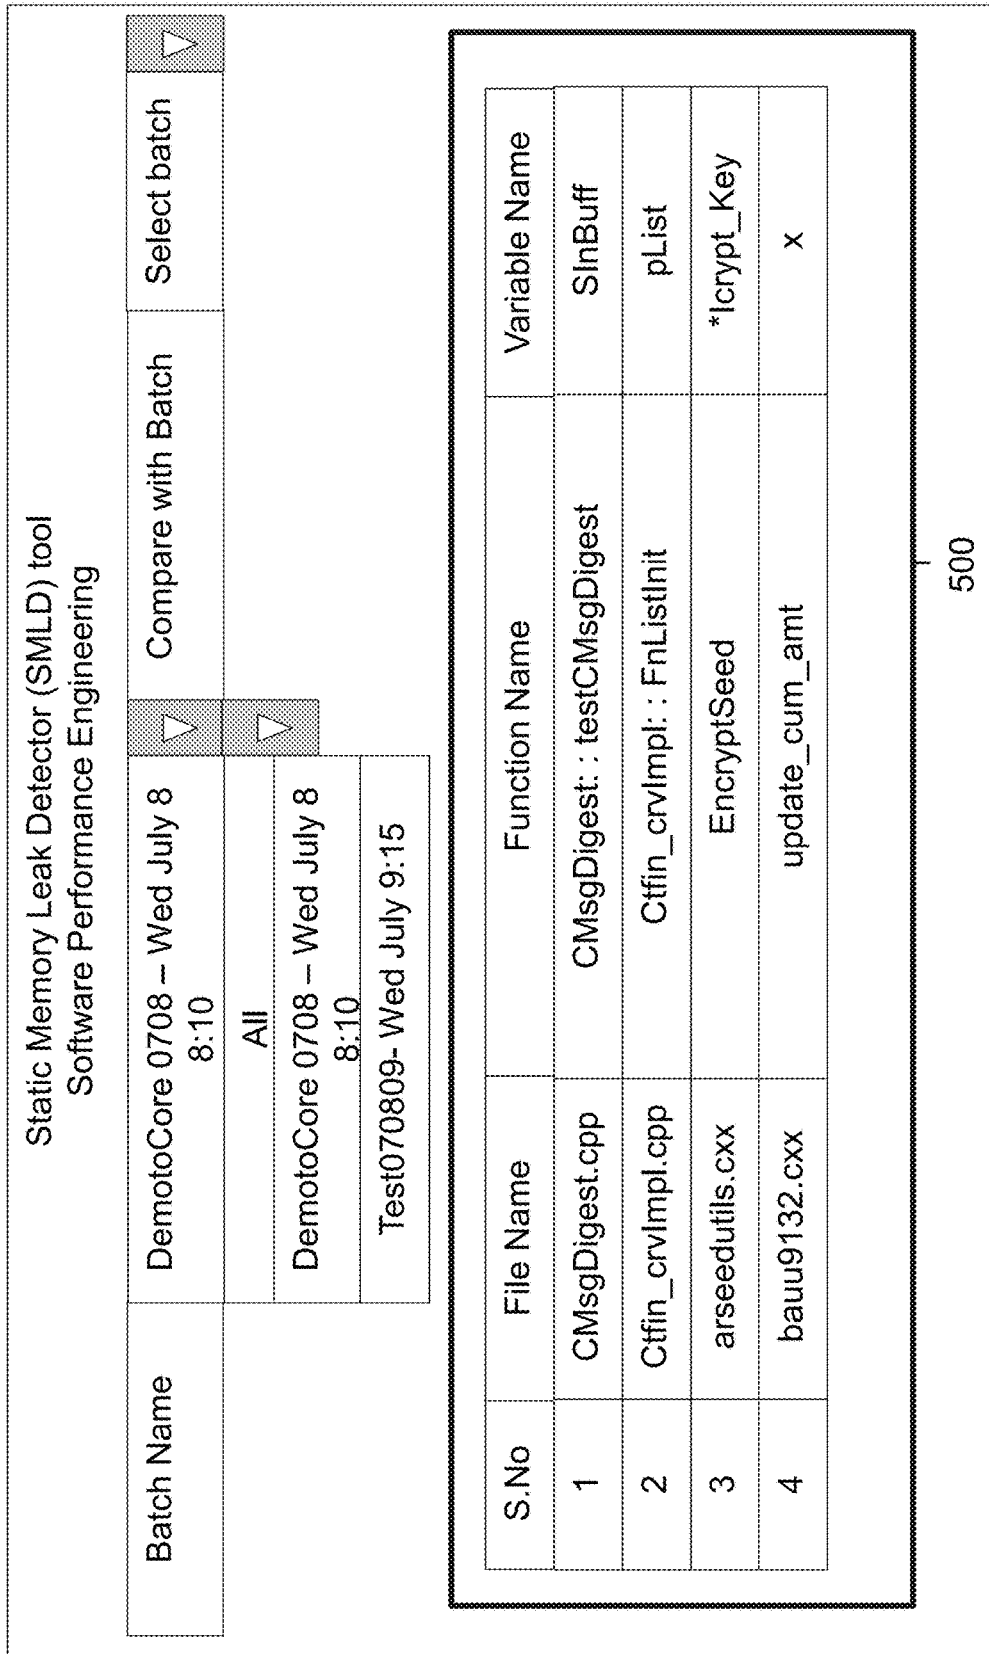 Static Memory Leak Detector (SMLD) tool
Software Performance Engineering
Batch Name
DemotoCore 0708 – Wed July 8
8:10
Compare with Batch
Select batch
All
DemotoCore 0708 – Wed July 8
8:10
Test070809- Wed July 9:15
S.No File Name Function Name Variable Name
1 CMsgDigest.cpp CMsgDigest: : testCMsgDigest SInBuff
2 Ctfin_crvImpl.cpp Ctfin_crvImpl: : FnListInit pList
3 arseedutils.cxx EncryptSeed *Icrypt_Key
4 bauu9132.cxx update_cum_amt x
500